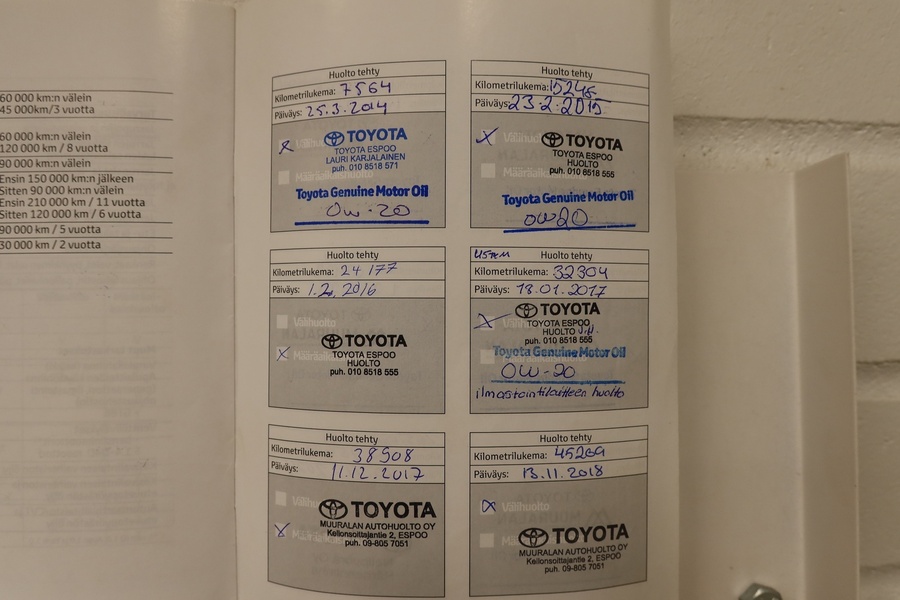 60 000 km:n välein
45 000km/3 vuotta
60 000 km:n välein
120 000 km / 8 vuotta
90 000 km:n välein
Ensin 150 000 km:n jälkeen
Sitten 90 000 km:n välein
Ensin 210 000 km / 11 vuotta
Sitten 120 000 km / 6 vuotta
90 000 km / 5 vuotta
30 000 km / 2 vuotta
Huolto tehty
Kilometrilukema: 7564
Päiväys: 25.3.2014
TOYOTA
TOYOTA ESPOO
LAURI KARJALAINEN
puh. 010 8518 571
Toyota Genuine Motor Oil
0W-20
Huolto tehty
Kilometrilukema: 15245
Päiväys: 23.2.2015
Välihuolto
TOYOTA
TOYOTA ESPOO
HUOLTO
puh. 010 8518 555
Määräaik
Toyota Genuine Motor Oil
0W20
Huolto tehty
Kilometrilukema: 24 177
Päiväys: 1.2.2016
Välihuolto
TOYOTA
TOYOTA ESPOO
HUOLTO
puh. 010 8518 555
Huolto tehty
Kilometrilukema: 32304
Päiväys: 18.01.2017
TOYOTA
TOYOTA ESPOO
HUOLTO
puh. 010 8518 555
Toyota Genuine Motor Oil
0W-20
ilmastointilaitteen huolto
Huolto tehty
Kilometrilukema: 38508
Päiväys: 11.12.2017
TOYOTA
MUURALAN AUTOHUOLTO OY
Kellonsoittajantie 2, ESPOO
puh. 09-805 7051
Huolto tehty
Kilometrilukema: 45269
Päiväys: 13.11.2018
Välihuolto
TOYOTA
MUURALAN AUTOHUOLTO OY
Kellonsoittajantie 2, ESPOO
puh. 09-805 7051